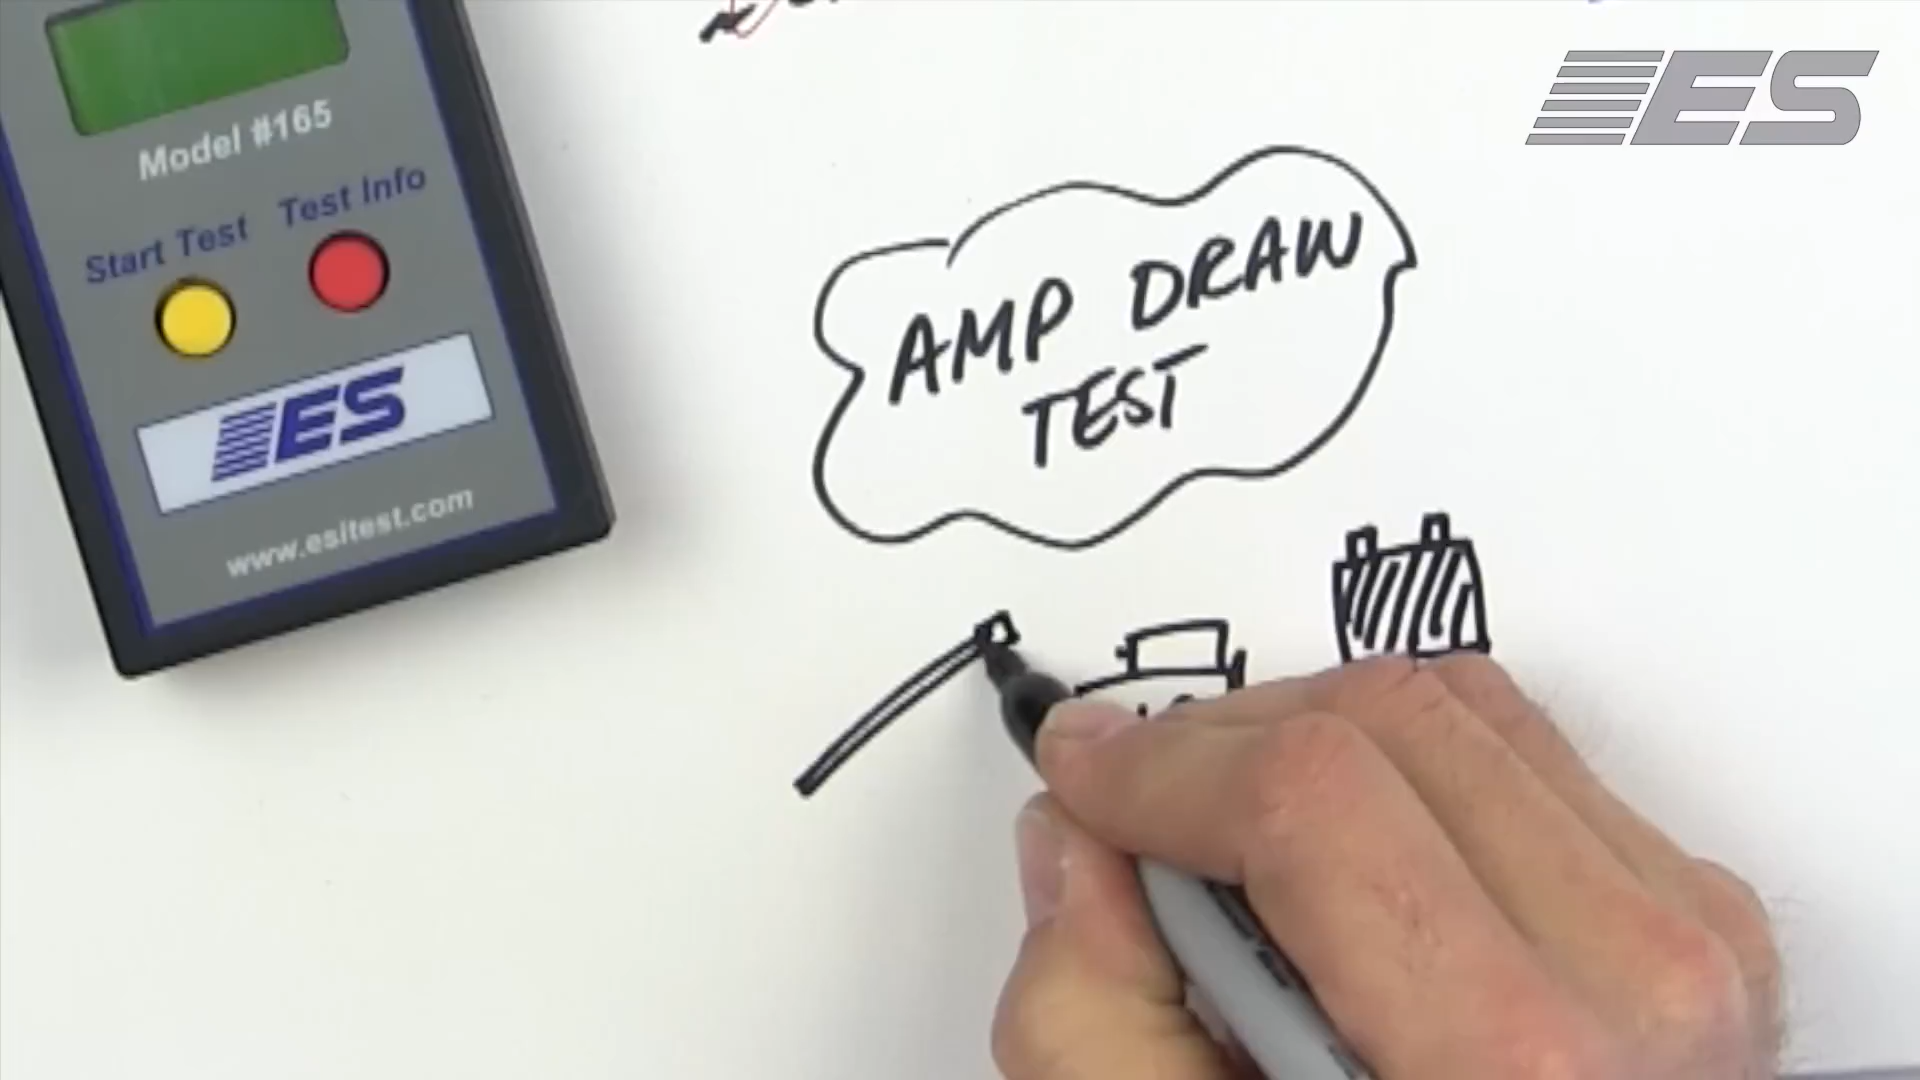 ES
Model #165
Start Test
Test Info
ES
www.esitest.com
AMP DRAW
TEST